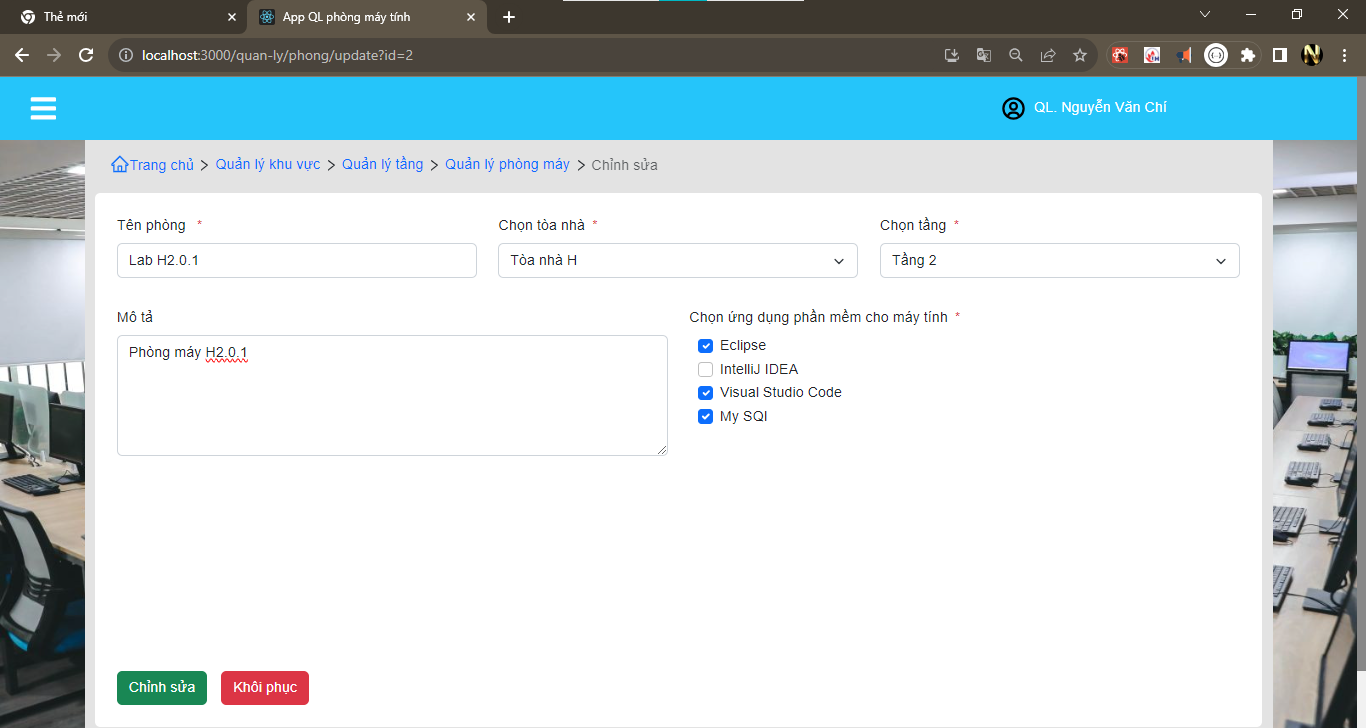 Thẻ mới
App QL phòng máy tính
localhost:3000/quan-ly/phong/update?id=2
QL. Nguyễn Văn Chí
Trang chủ > Quản lý khu vực > Quản lý tầng > Quản lý phòng máy > Chỉnh sửa
Tên phòng * Chọn tòa nhà * Chọn tầng *
Lab H2.0.1 Tòa nhà H Tầng 2
Mô tả Chọn ứng dụng phần mềm cho máy tính *
Phòng máy H2.0.1
Eclipse
IntelliJ IDEA
Visual Studio Code
My SQl
Chỉnh sửa Khôi phục